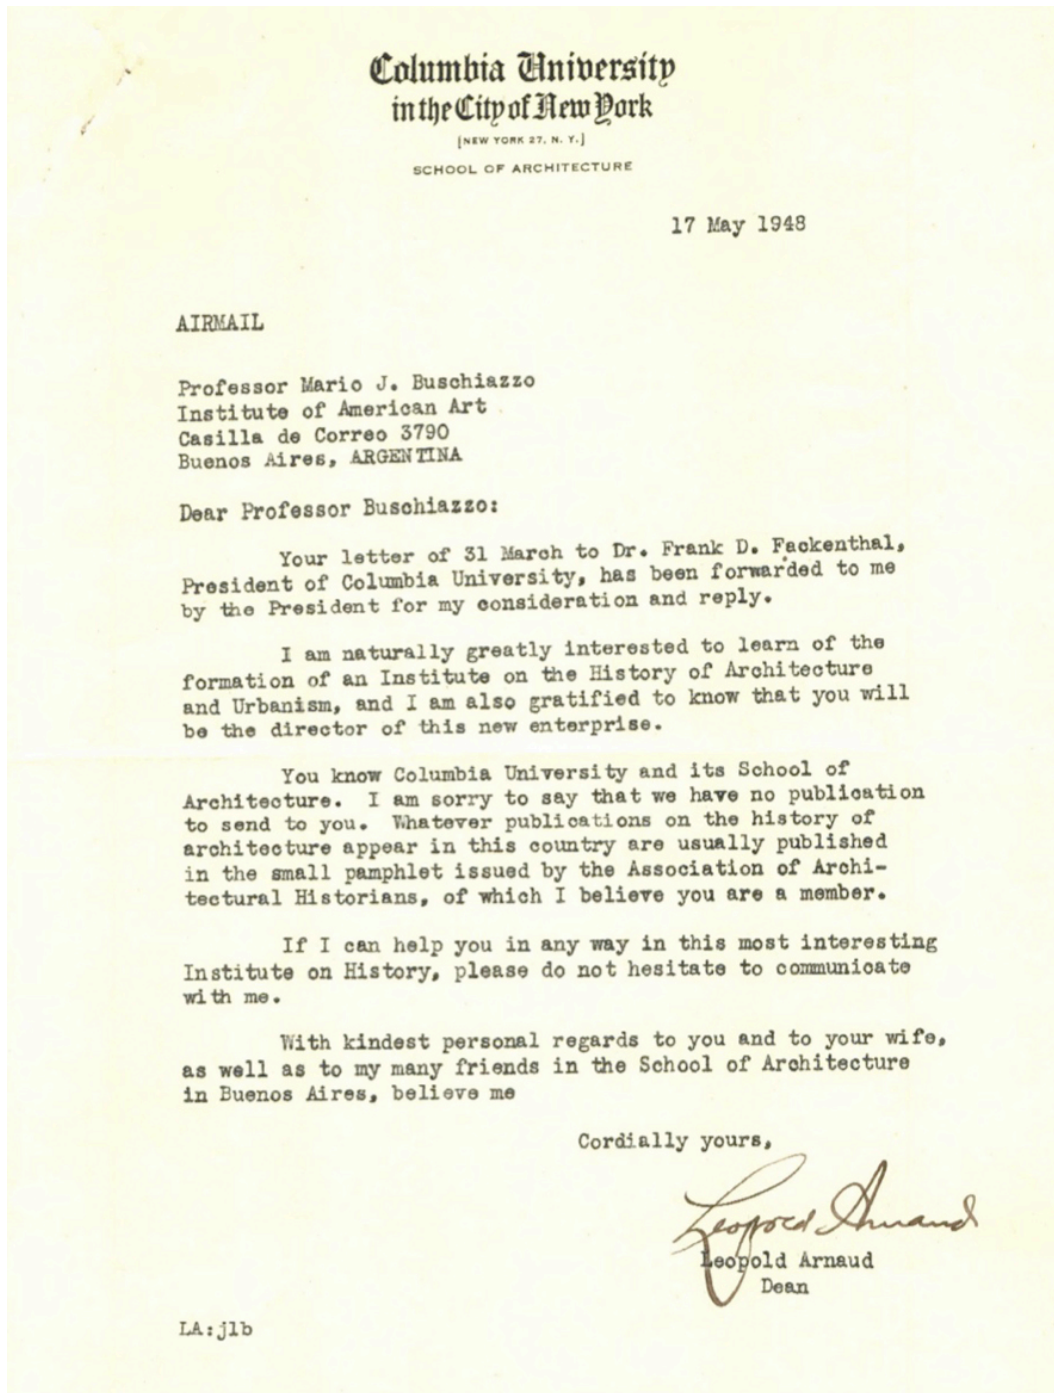 Columbia University
in the City of New York
[NEW YORK 27, N. Y.]
SCHOOL OF ARCHITECTURE
17 May 1948
AIRMAIL
Professor Mario J. Buschiazzo
Institute of American Art
Casilla de Correo 3790
Buenos Aires, ARGENTINA
Dear Professor Buschiazzo:
Your letter of 31 March to Dr. Frank D. Fackenthal,
President of Columbia University, has been forwarded to me
by the President for my consideration and reply.
I am naturally greatly interested to learn of the
formation of an Institute on the History of Architecture
and Urbanism, and I am also gratified to know that you will
be the director of this new enterprise.
You know Columbia University and its School of
Architecture. I am sorry to say that we have no publication
to send to you. Whatever publications on the history of
architecture appear in this country are usually published
in the small pamphlet issued by the Association of Archi-
tectural Historians, of which I believe you are a member.
If I can help you in any way in this most interesting
Institute on History, please do not hesitate to communicate
with me.
With kindest personal regards to you and to your wife,
as well as to my many friends in the School of Architecture
in Buenos Aires, believe me
Cordially yours,
Leopold Arnaud
Leopold Arnaud
Dean
LA:jlb